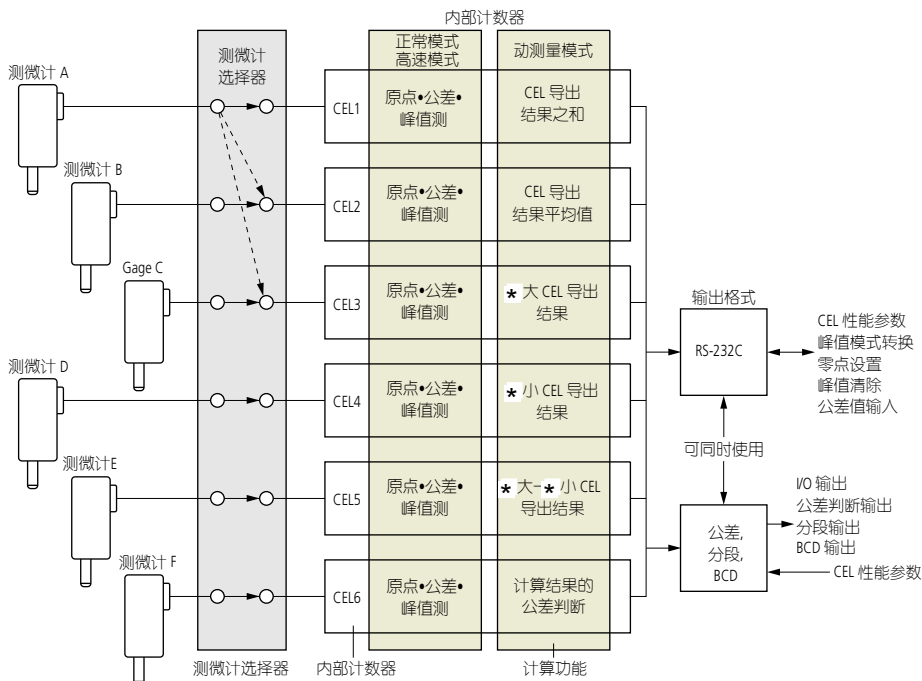 内部计数器
测微计
选择器
正常模式
高速模式
动测量模式
测微计 A
CEL1
原点•公差•
峰值测
CEL 导出
结果之和
测微计 B
CEL2
原点•公差•
峰值测
CEL 导出
结果平均值
Gage C
CEL3
原点•公差•
峰值测
*大 CEL 导出
结果
输出格式
RS-232C
CEL 性能参数
峰值模式转换
零点设置
峰值清除
公差值输入
测微计 D
CEL4
原点•公差•
峰值测
*小 CEL 导出
结果
可同时使用
测微计E
CEL5
原点•公差•
峰值测
*大–*小 CEL
导出结果
公差,
分段,
BCD
I/O 输出
公差判断输出
分段输出
BCD 输出
CEL 性能参数
测微计 F
CEL6
原点•公差•
峰值测
计算结果的
公差判断
测微计选择器
内部计数器
计算功能